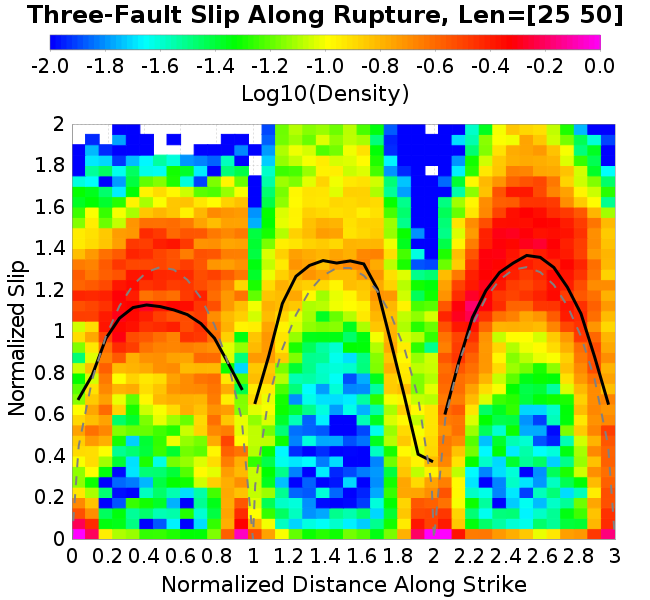 Three-Fault Slip Along Rupture, Len=[25 50]
-2.0 -1.8 -1.6 -1.4 -1.2 -1.0 -0.8 -0.6 -0.4 -0.2 0.0
Log10(Density)
2
1.8
1.6
1.4
1.2
1
0.8
0.6
0.4
0.2
0
Normalized Slip
0 0.2 0.4 0.6 0.8 1 1.2 1.4 1.6 1.8 2 2.2 2.4 2.6 2.8 3
Normalized Distance Along Strike